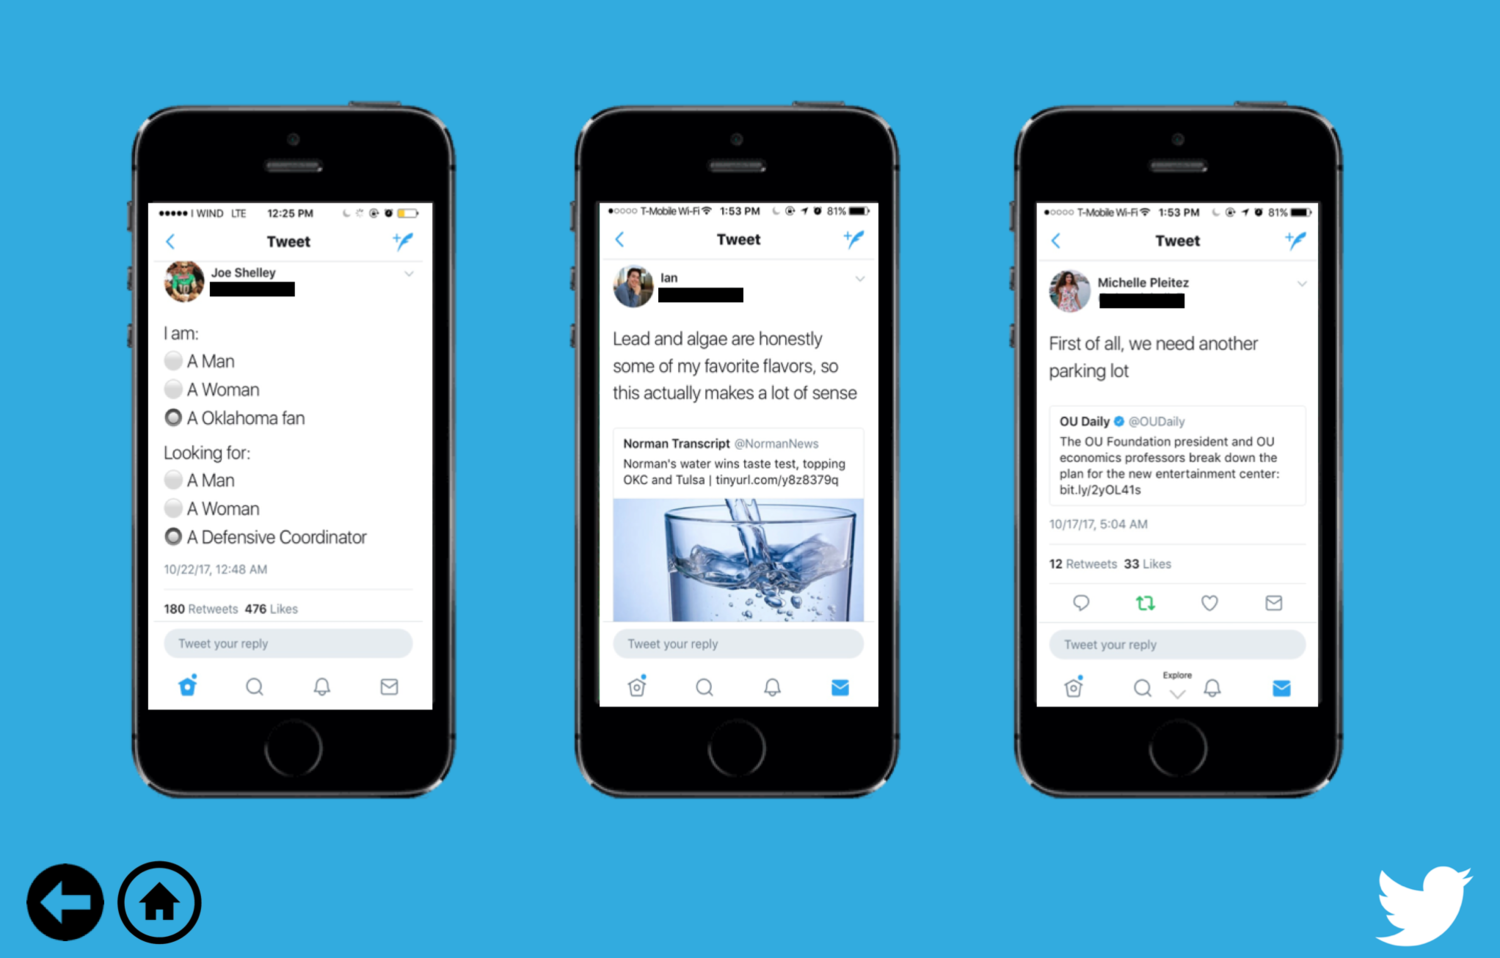 I WIND LTE 12:25 PM
Tweet
Joe Shelley
I am:
A Man
A Woman
A Oklahoma fan
Looking for:
A Man
A Woman
A Defensive Coordinator
10/22/17, 12:48 AM
180 Retweets 476 Likes
Tweet your reply
T-Mobile Wi-Fi 1:53 PM 81%
Tweet
Ian
Lead and algae are honestly
some of my favorite flavors, so
this actually makes a lot of sense
Norman Transcript @NormanNews
Norman's water wins taste test, topping
OKC and Tulsa | tinyurl.com/y8z8379q
Tweet your reply
T-Mobile Wi-Fi 1:53 PM 81%
Tweet
Michelle Pleitez
First of all, we need another
parking lot
OU Daily @OUDaily
The OU Foundation president and OU
economics professors break down the
plan for the new entertainment center:
bit.ly/2yOL41s
10/17/17, 5:04 AM
12 Retweets 33 Likes
Tweet your reply
Explore